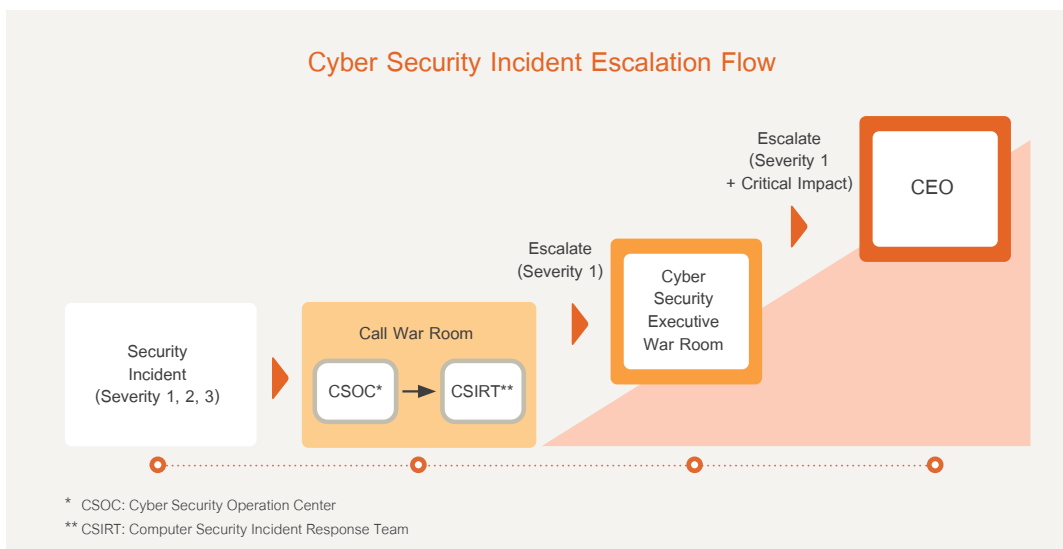 Cyber Security Incident Escalation Flow
Security
Incident
(Severity 1, 2, 3)
Call War Room
CSOC*
CSIRT**
Escalate
(Severity 1)
Cyber
Security
Executive
War Room
Escalate
(Severity 1
+ Critical Impact)
CEO
* CSOC: Cyber Security Operation Center
** CSIRT: Computer Security Incident Response Team